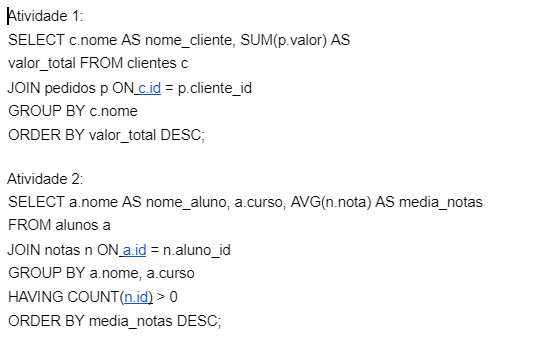 Atividade 1:
SELECT c.nome AS nome_cliente, SUM(p.valor) AS
valor_total FROM clientes c
JOIN pedidos p ON c.id = p.cliente_id
GROUP BY c.nome
ORDER BY valor_total DESC;
Atividade 2:
SELECT a.nome AS nome_aluno, a.curso, AVG(n.nota) AS media_notas
FROM alunos a
JOIN notas n ON a.id = n.aluno_id
GROUP BY a.nome, a.curso
HAVING COUNT(n.id) > 0
ORDER BY media_notas DESC;